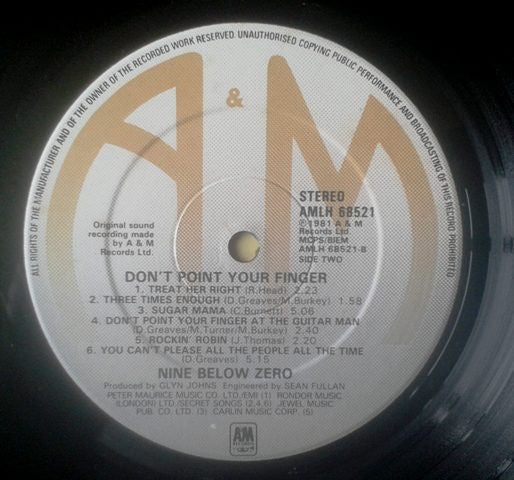 ALL RIGHTS OF THE MANUFACTURER AND OF THE OWNER OF THE RECORDED WORK RESERVED. UNAUTHORISED COPYING PUBLIC PERFORMANCE AND BROADCASTING OF THIS RECORD PROHIBITED
A & M
STEREO
AMLH 68521
Original sound
recording made
by A & M
Records Ltd.
℗ 1981 A & M
Records Ltd
MCPS/BIEM
AMLH 68521-B
SIDE TWO
DON'T POINT YOUR FINGER
1. TREAT HER RIGHT (R.Head) 2.23
2. THREE TIMES ENOUGH (D.Greaves/M.Burkey) 1.58
3. SUGAR MAMA (C.Burnett) 5.06
4. DON'T POINT YOUR FINGER AT THE GUITAR MAN
(D.Greaves/M.Turner/M.Burkey) 2.40
5. ROCKIN' ROBIN (J.Thomas) 2.20
6. YOU CAN'T PLEASE ALL THE PEOPLE ALL THE TIME
(D.Greaves) 5.15
NINE BELOW ZERO
Produced by GLYN JOHNS Engineered by SEAN FULLAN
PETER MAURICE MUSIC CO. LTD./EMI (1) RONDOR MUSIC
(LONDON) LTD./SECRET SONGS (2,4,6) JEWEL MUSIC
PUB. CO. LTD (3) CARLIN MUSIC CORP. (5)
A&M